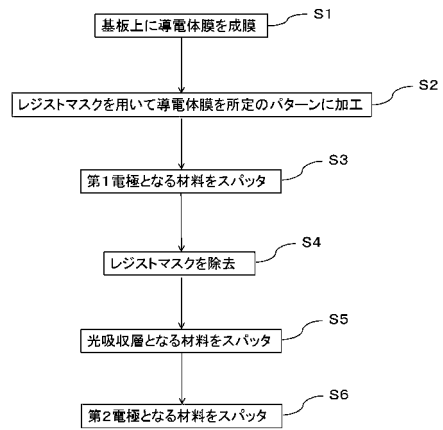 基板上に導電体膜を成膜
S1
レジストマスクを用いて導電体膜を所定のパターンに加工
S2
第1電極となる材料をスパッタ
S3
レジストマスクを除去
S4
光吸収層となる材料をスパッタ
S5
第2電極となる材料をスパッタ
S6